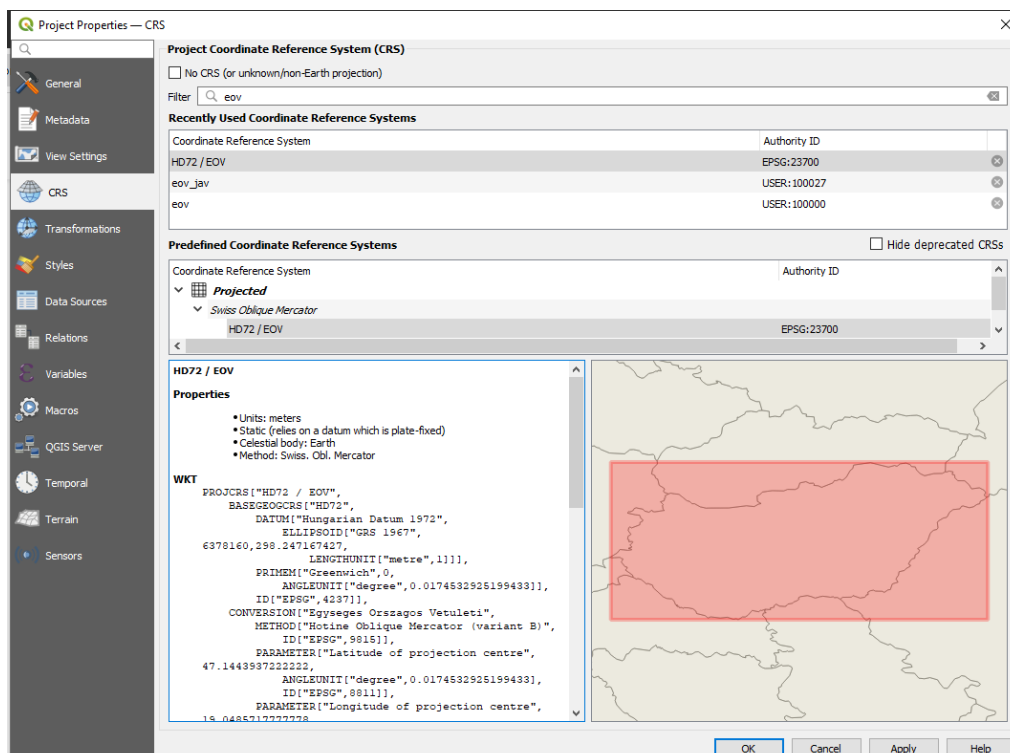 Project Properties — CRS
General
Metadata
View Settings
CRS
Transformations
Styles
Data Sources
Relations
Variables
Macros
QGIS Server
Temporal
Terrain
Sensors
Project Coordinate Reference System (CRS)
No CRS (or unknown/non-Earth projection)
Filter eov
Recently Used Coordinate Reference Systems
Coordinate Reference System Authority ID
HD72 / EOV EPSG:23700
eov_jav USER:100027
eov USER:100000
Predefined Coordinate Reference Systems Hide deprecated CRSs
Coordinate Reference System Authority ID
Projected
Swiss Oblique Mercator
HD72 / EOV EPSG:23700
HD72 / EOV
Properties
• Units: meters
• Static (relies on a datum which is plate-fixed)
• Celestial body: Earth
• Method: Swiss. Obl. Mercator
WKT
PROJCRS["HD72 / EOV",
BASEGEOGCRS["HD72",
DATUM["Hungarian Datum 1972",
ELLIPSOID["GRS 1967",
6378160,298.247167427,
LENGTHUNIT["metre",1]]],
PRIMEM["Greenwich",0,
ANGLEUNIT["degree",0.0174532925199433]],
ID["EPSG",4237]],
CONVERSION["Egyseges Orszagos Vetuleti",
METHOD["Hotine Oblique Mercator (variant B)",
ID["EPSG",9815]],
PARAMETER["Latitude of projection centre",
47.1443937222222,
ANGLEUNIT["degree",0.0174532925199433],
ID["EPSG",8811]],
PARAMETER["Longitude of projection centre",
19.0485717777778,
OK Cancel Apply Help